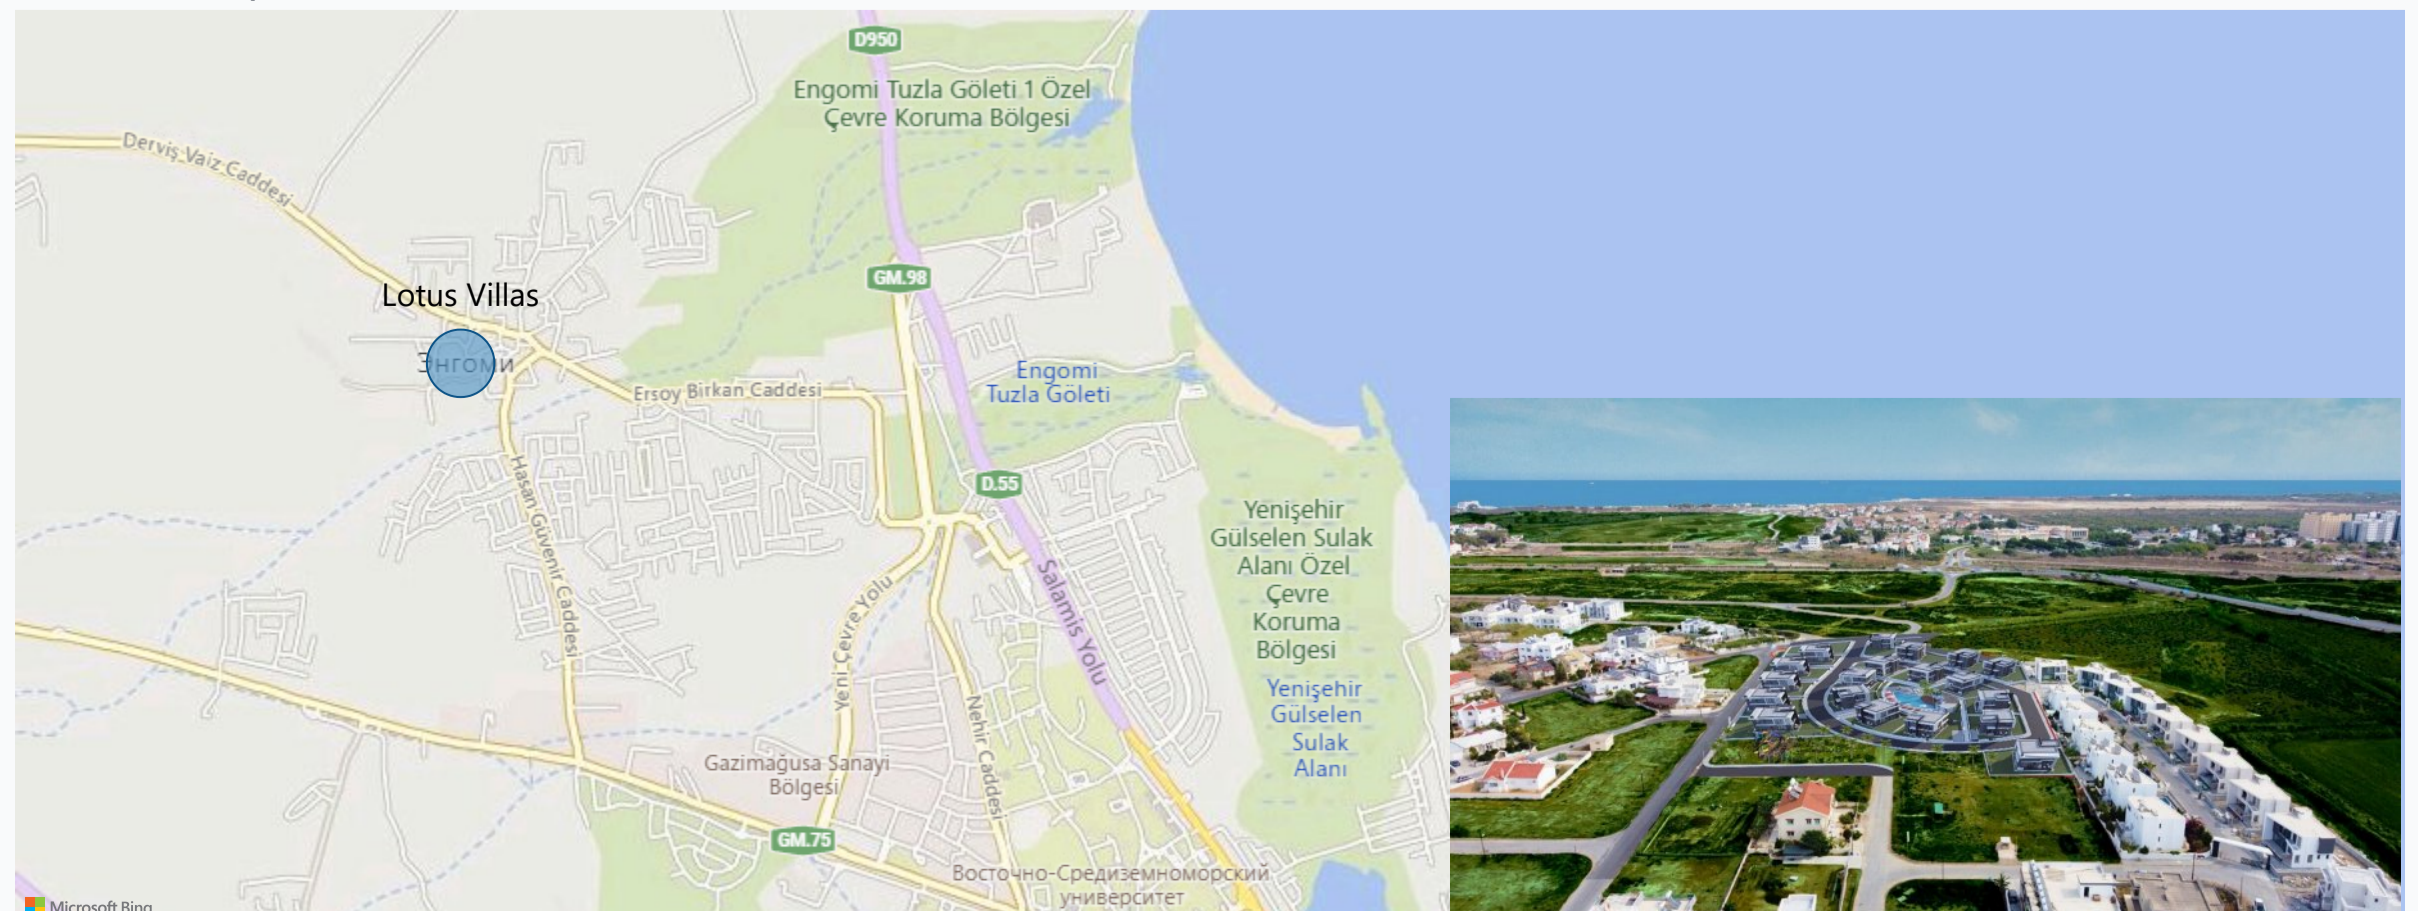 D950
Engomi Tuzla Göleti 1 Özel
Çevre Koruma Bölgesi
Derviş Vaiz Caddesi
GM.98
Lotus Villas
Энгоми
Ersoy Birkan Caddesi
Engomi
Tuzla Göleti
D.55
Hasan Güvenir Caddesi
Yenişehir
Gülselen Sulak
Alanı Özel
Çevre
Koruma
Bölgesi
Salamis Yolu
Yeni Çevre Yolu
Yenişehir
Gülselen
Sulak
Alanı
Nehir Caddesi
Gazimağusa Sanayi
Bölgesi
GM.75
Восточно-Средиземноморский
университет
Microsoft Bing